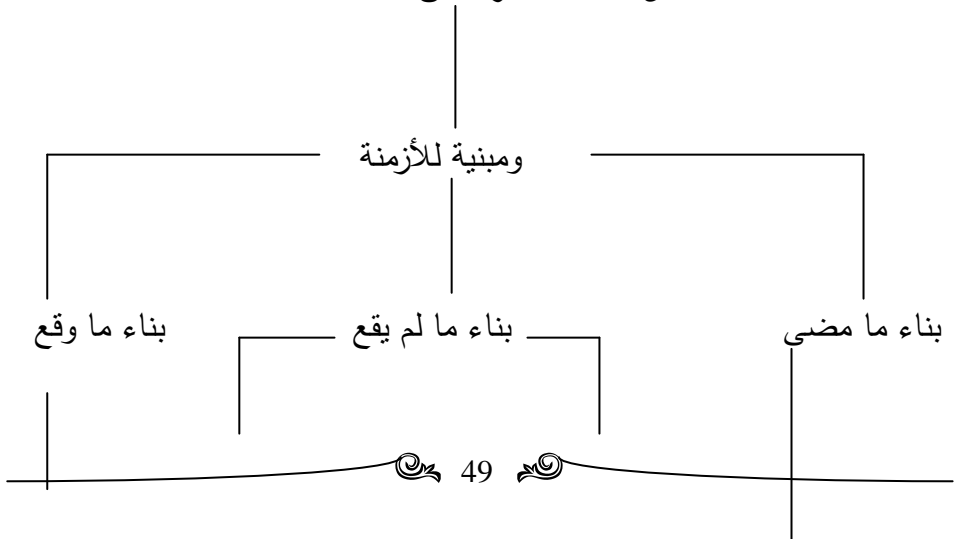 ومبنية للأزمنة
بناء ما مضى
بناء ما لم يقع
بناء ما وقع
49